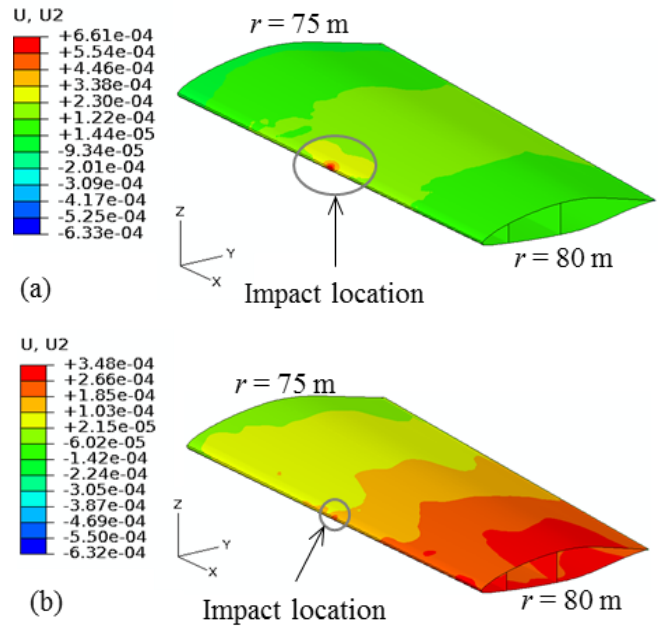 U, U2
+6.61e-04
+5.54e-04
+4.46e-04
+3.38e-04
+2.30e-04
+1.22e-04
+1.44e-05
-9.34e-05
-2.01e-04
-3.09e-04
-4.17e-04
-5.25e-04
-6.33e-04
r = 75 m
Z
Y
X
r = 80 m
Impact location
(a)
U, U2
+3.48e-04
+2.66e-04
+1.85e-04
+1.03e-04
+2.15e-05
-6.02e-05
-1.42e-04
-2.24e-04
-3.05e-04
-3.87e-04
-4.69e-04
-5.50e-04
-6.32e-04
r = 75 m
Z
Y
X
r = 80 m
Impact location
(b)